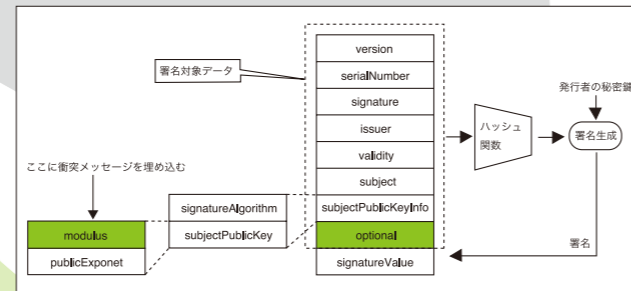 version
署名対象データ
serialNumber
signature
発行者の秘密鍵
issuer
ハッシュ
関数
署名生成
validity
ここに衝突メッセージを埋め込む
subject
signatureAlgorithm
subjectPublicKeyInfo
modulus
subjectPublicKey
optional
署名
publicExponet
signatureValue